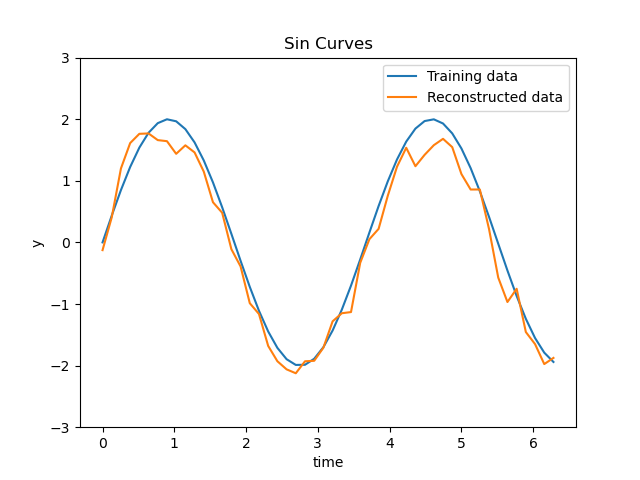 Sin Curves
Training data
Reconstructed data
3
2
1
0
−1
−2
−3
y
0 1 2 3 4 5 6
time